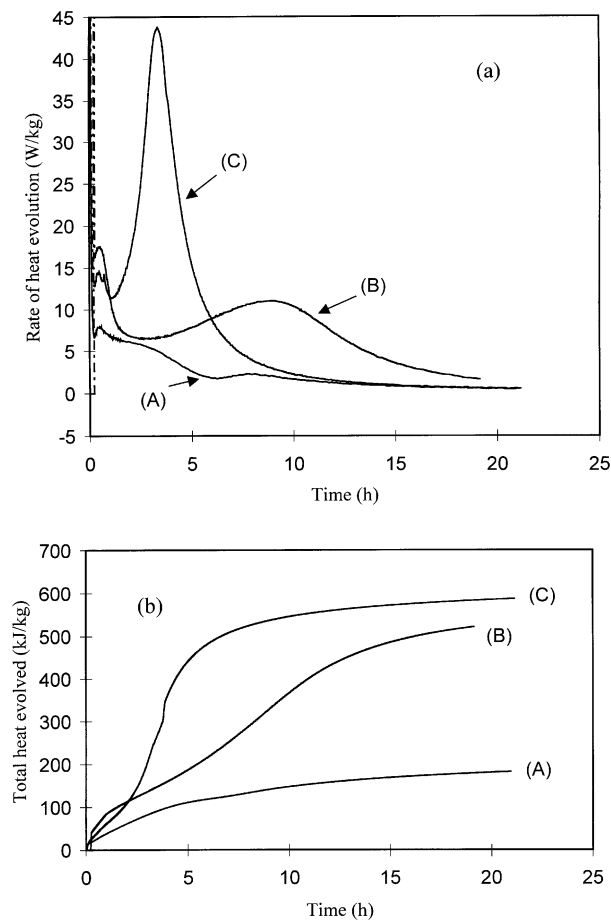 45
40
35
30
25
20
15
10
5
0
-5
Rate of heat evolution (W/kg)
(a)
(C)
(B)
(A)
0 5 10 15 20 25
Time (h)
700
600
500
400
300
200
100
0
Total heat evolved (kJ/kg)
(b)
(C)
(B)
(A)
0 5 10 15 20 25
Time (h)